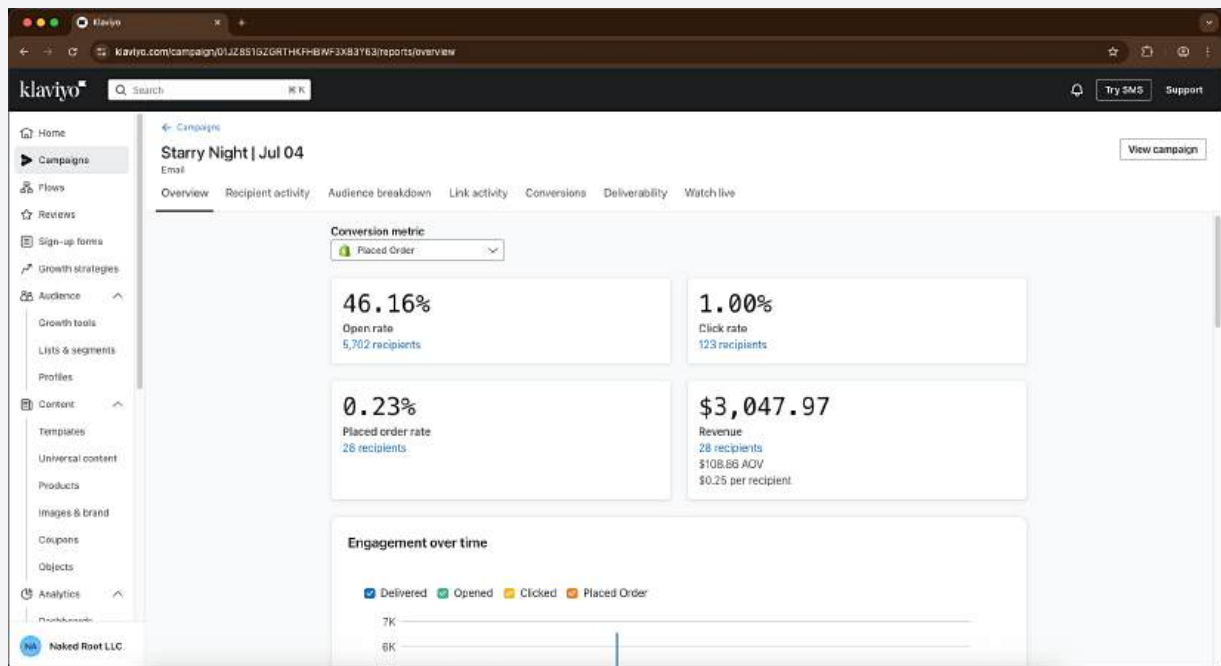 Klaviyo
klaviyo.com/campaign/01JZ8S1GZGRTHKFHBWF3XB3Y63/reports/overview
klaviyo
Search
⌘ K
Try SMS
Support
Home
Campaigns
Flows
Reviews
Sign-up forms
Growth strategies
Audience
Growth tools
Lists & segments
Profiles
Content
Templates
Universal content
Products
Images & brand
Coupons
Objects
Analytics
Dashboards
NA
Naked Root LLC
← Campaigns
Starry Night | Jul 04
Email
View campaign
Overview
Recipient activity
Audience breakdown
Link activity
Conversions
Deliverability
Watch live
Conversion metric
Placed Order
46.16%
Open rate
5,702 recipients
1.00%
Click rate
123 recipients
0.23%
Placed order rate
28 recipients
$3,047.97
Revenue
28 recipients
$108.86 AOV
$0.25 per recipient
Engagement over time
Delivered
Opened
Clicked
Placed Order
7K
6K